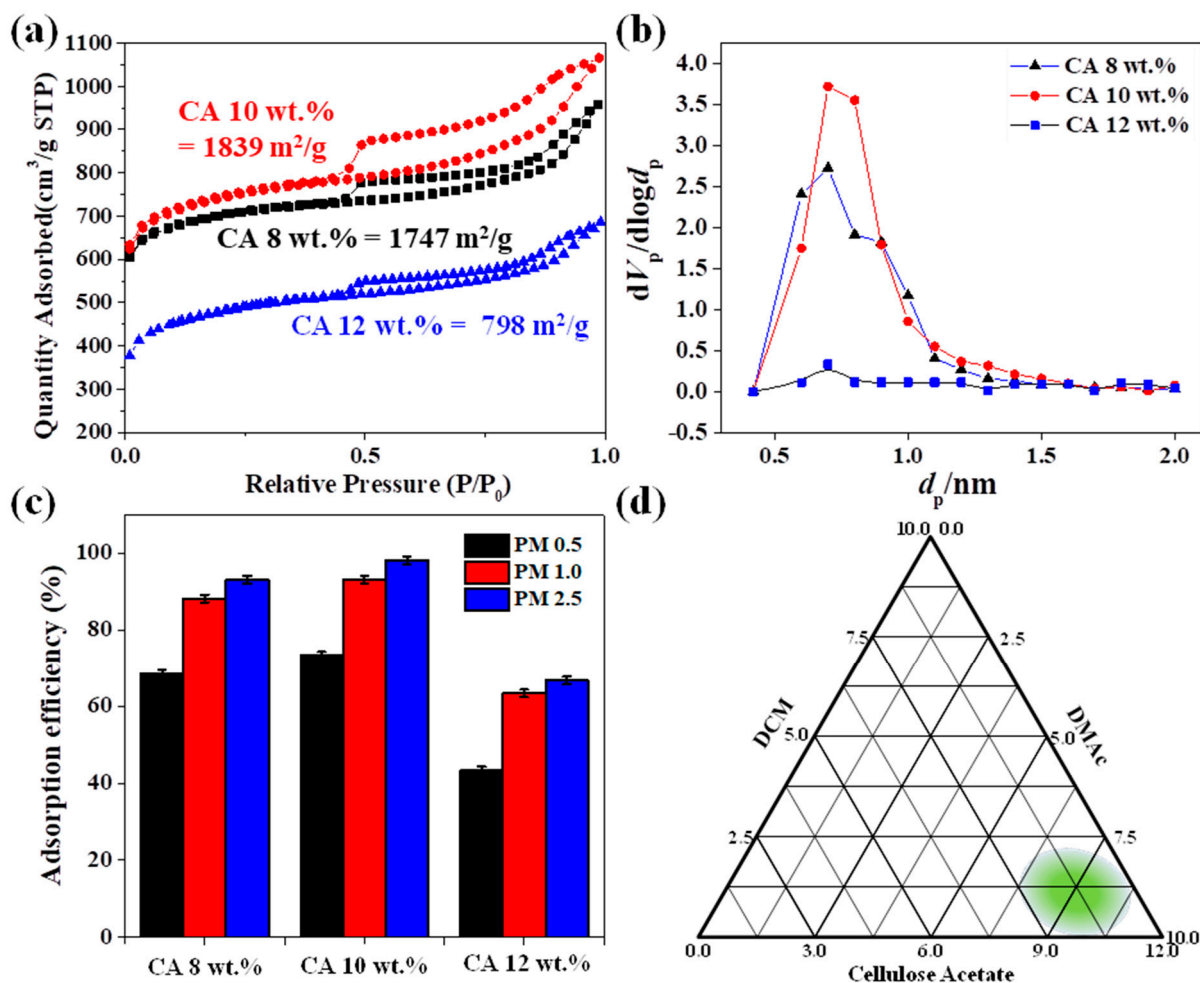 (a)
1100
1000
900
800
700
600
500
400
300
200
Quantity Adsorbed(cm³/g STP)
CA 10 wt.%
= 1839 m²/g
CA 8 wt.% = 1747 m²/g
CA 12 wt.% = 798 m²/g
0.0 0.5 1.0
Relative Pressure (P/P₀)
(b)
4.0
3.5
3.0
2.5
2.0
1.5
1.0
0.5
0.0
-0.5
dVₚ/dlogdₚ
CA 8 wt.%
CA 10 wt.%
CA 12 wt.%
0.5 1.0 1.5 2.0
dₚ/nm
(c)
100
80
60
40
20
0
Adsorption efficiency (%)
PM 0.5
PM 1.0
PM 2.5
CA 8 wt.% CA 10 wt.% CA 12 wt.%
(d)
10.0 0.0
7.5 2.5
DCM DMAc
5.0 5.0
2.5 7.5
10.0
0.0 3.0 6.0 9.0 12.0
Cellulose Acetate